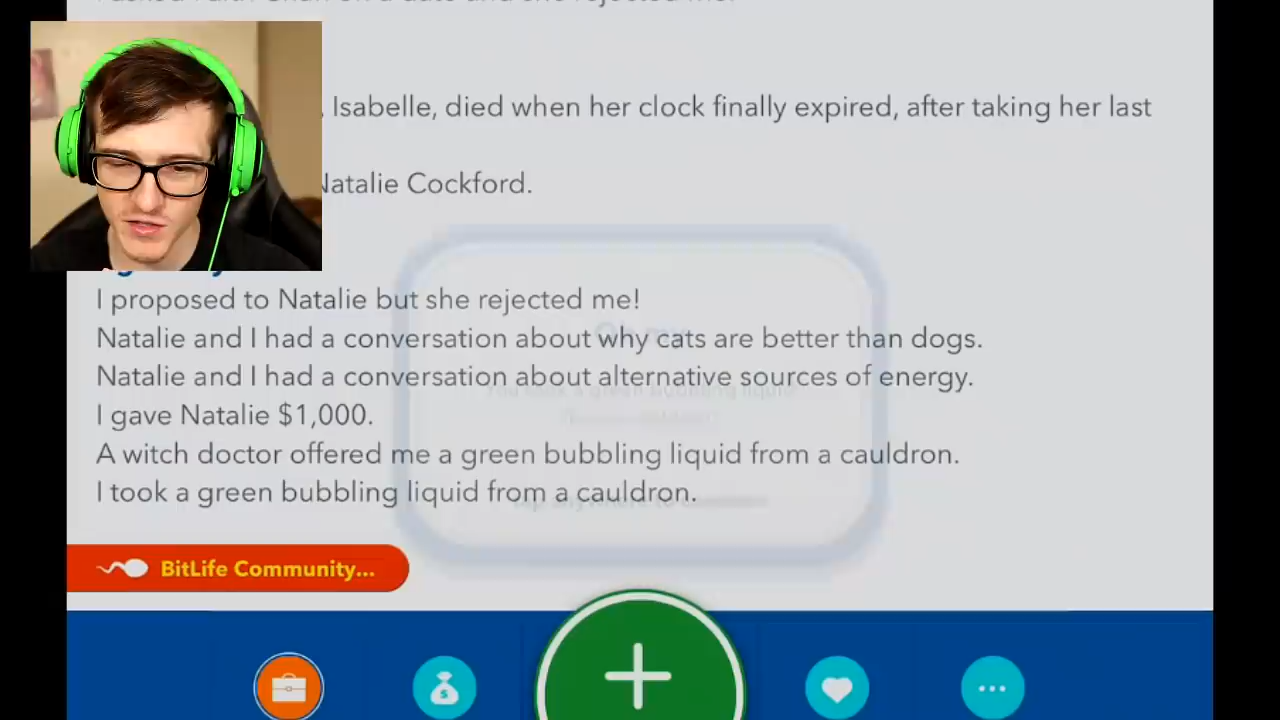 , Isabelle, died when her clock finally expired, after taking her last
Natalie Cockford.
I proposed to Natalie but she rejected me!
Natalie and I had a conversation about why cats are better than dogs.
Natalie and I had a conversation about alternative sources of energy.
I gave Natalie $1,000.
A witch doctor offered me a green bubbling liquid from a cauldron.
I took a green bubbling liquid from a cauldron.
BitLife Community...